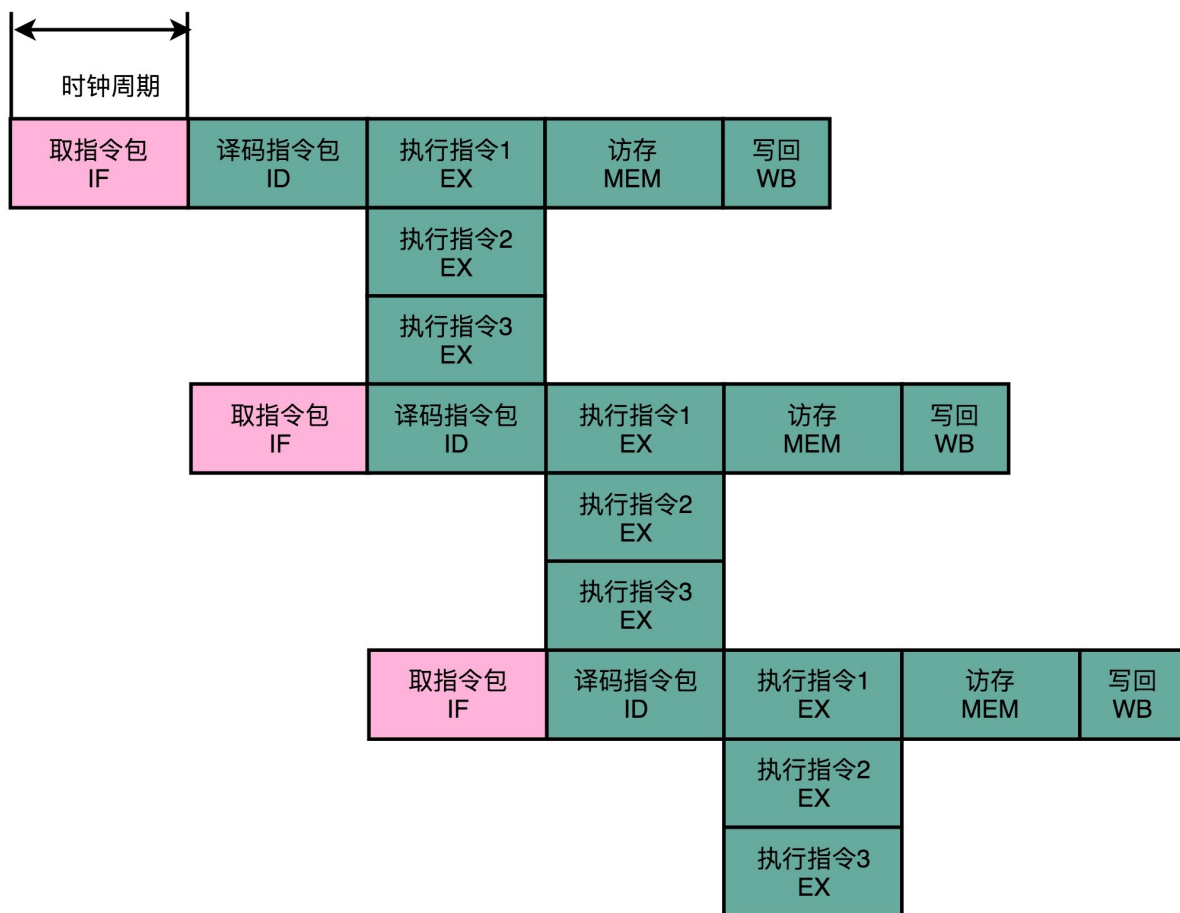 时钟周期
取指令包
IF
译码指令包
ID
执行指令1
EX
访存
MEM
写回
WB
执行指令2
EX
执行指令3
EX
取指令包
IF
译码指令包
ID
执行指令1
EX
访存
MEM
写回
WB
执行指令2
EX
执行指令3
EX
取指令包
IF
译码指令包
ID
执行指令1
EX
访存
MEM
写回
WB
执行指令2
EX
执行指令3
EX